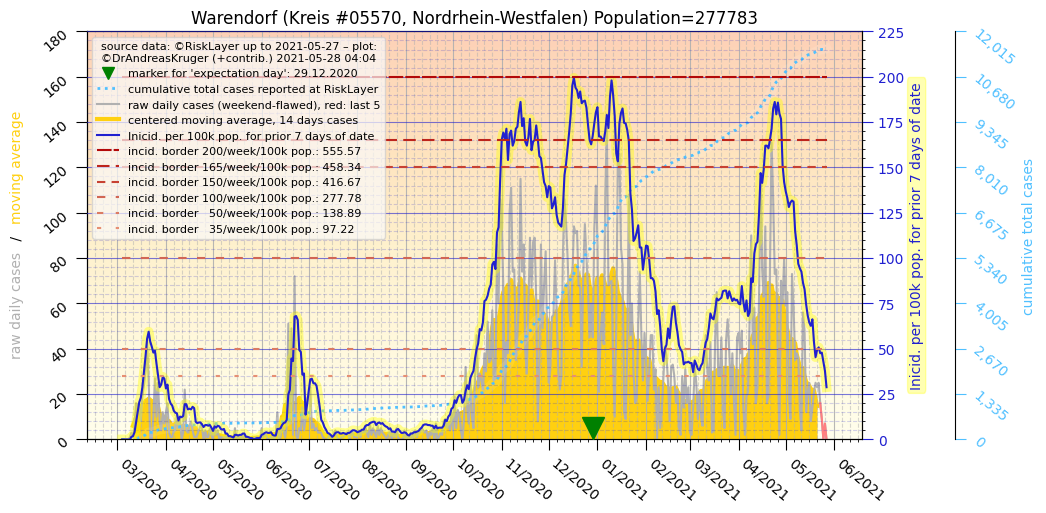 Warendorf (Kreis #05570, Nordrhein-Westfalen) Population=277783
source data: ©RiskLayer up to 2021-05-27 – plot:
©DrAndreasKruger (+contrib.) 2021-05-28 04:04
marker for 'expectation day': 29.12.2020
cumulative total cases reported at RiskLayer
raw daily cases (weekend-flawed), red: last 5
centered moving average, 14 days cases
Inicid. per 100k pop. for prior 7 days of date
incid. border 200/week/100k pop.: 555.57
incid. border 165/week/100k pop.: 458.34
incid. border 150/week/100k pop.: 416.67
incid. border 100/week/100k pop.: 277.78
incid. border   50/week/100k pop.: 138.89
incid. border   35/week/100k pop.: 97.22
raw daily cases / moving average
180
160
140
120
100
80
60
40
20
0
225
200
175
150
125
100
75
50
25
0
Inicid. per 100k pop. for prior 7 days of date
12,015
10,680
9,345
8,010
6,675
5,340
4,005
2,670
1,335
0
cumulative total cases
03/2020
04/2020
05/2020
06/2020
07/2020
08/2020
09/2020
10/2020
11/2020
12/2020
01/2021
02/2021
03/2021
04/2021
05/2021
06/2021